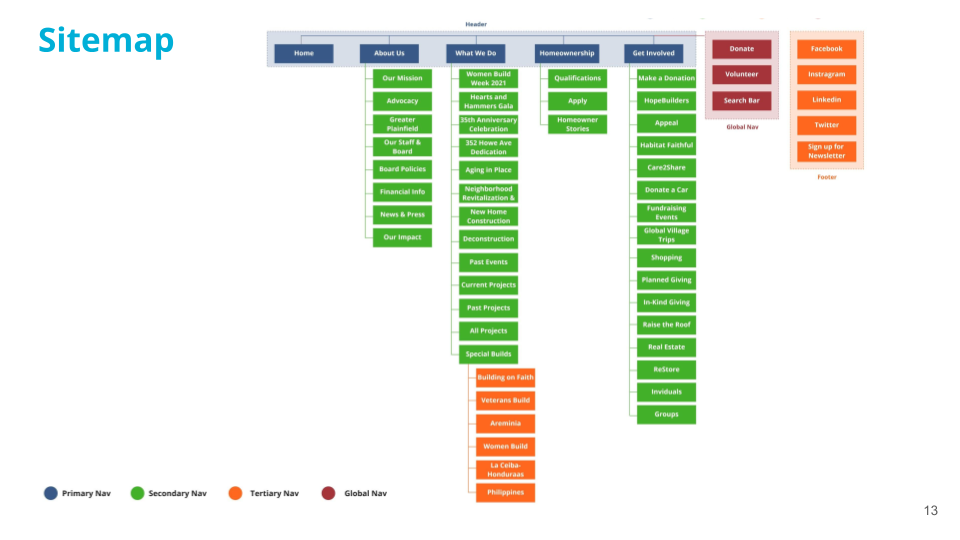 Sitemap
Header
Home
About Us
What We Do
Homeownership
Get Involved
Our Mission
Advocacy
Greater
Plainfield
Our Staff &
Board
Board Policies
Financial Info
News & Press
Our Impact
Women Build
Week 2021
Hearts and
Hammers Gala
35th Anniversary
Celebration
352 Howe Ave
Dedication
Aging in Place
Neighborhood
Revitalization &
New Home
Construction
Deconstruction
Past Events
Current Projects
Past Projects
All Projects
Special Builds
Building on Faith
Veterans Build
Areminia
Women Build
La Ceiba-
Honduraas
Philippines
Qualifications
Apply
Homeowner
Stories
Make a Donation
HopeBuilders
Appeal
Habitat Faithful
Care2Share
Donate a Car
Fundraising
Events
Global Village
Trips
Shopping
Planned Giving
In-Kind Giving
Raise the Roof
Real Estate
ReStore
Inviduals
Groups
Donate
Volunteer
Search Bar
Global Nav
Facebook
Instragram
Linkedin
Twitter
Sign up for
Newsletter
Footer
Primary Nav
Secondary Nav
Tertiary Nav
Global Nav
13